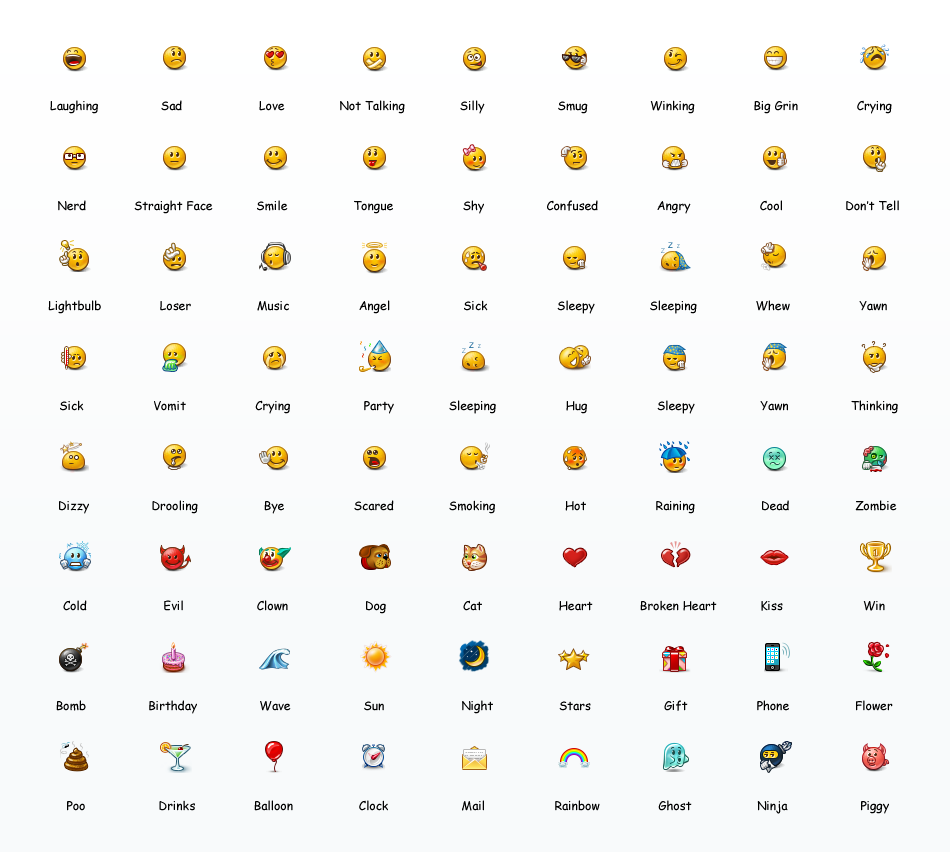 Laughing Sad Love Not Talking Silly Smug Winking Big Grin Crying
Nerd Straight Face Smile Tongue Shy Confused Angry Cool Don't Tell
Lightbulb Loser Music Angel Sick Sleepy Sleeping Whew Yawn
Sick Vomit Crying Party Sleeping Hug Sleepy Yawn Thinking
Dizzy Drooling Bye Scared Smoking Hot Raining Dead Zombie
Cold Evil Clown Dog Cat Heart Broken Heart Kiss Win
Bomb Birthday Wave Sun Night Stars Gift Phone Flower
Poo Drinks Balloon Clock Mail Rainbow Ghost Ninja Piggy